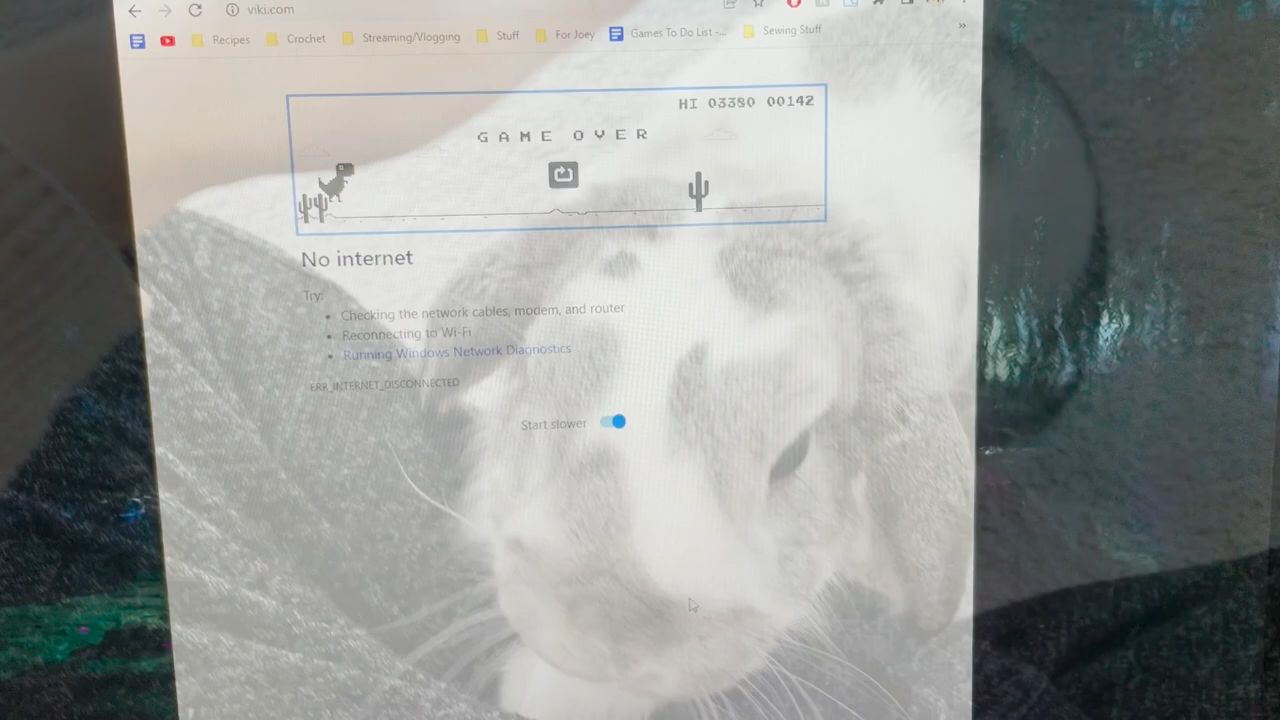 viki.com
Recipes Crochet Streaming/Vlogging Stuff For Joey Games To Do List -... Sewing Stuff »
HI 03380 00142
GAME OVER
No internet
Try:
• Checking the network cables, modem, and router
• Reconnecting to Wi-Fi
• Running Windows Network Diagnostics
ERR_INTERNET_DISCONNECTED
Start slower